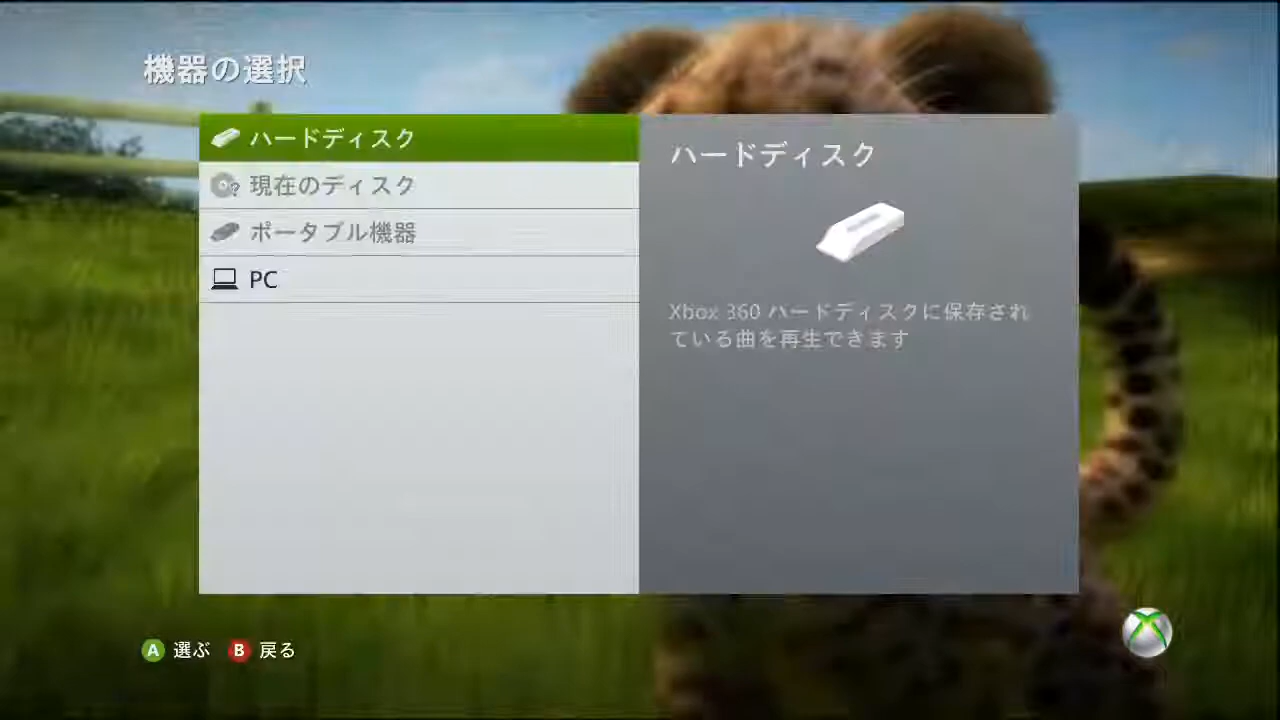 機器の選択
ハードディスク
現在のディスク
ポータブル機器
PC
ハードディスク
Xbox 360 ハードディスクに保存され
ている曲を再生できます
A 選ぶ B 戻る